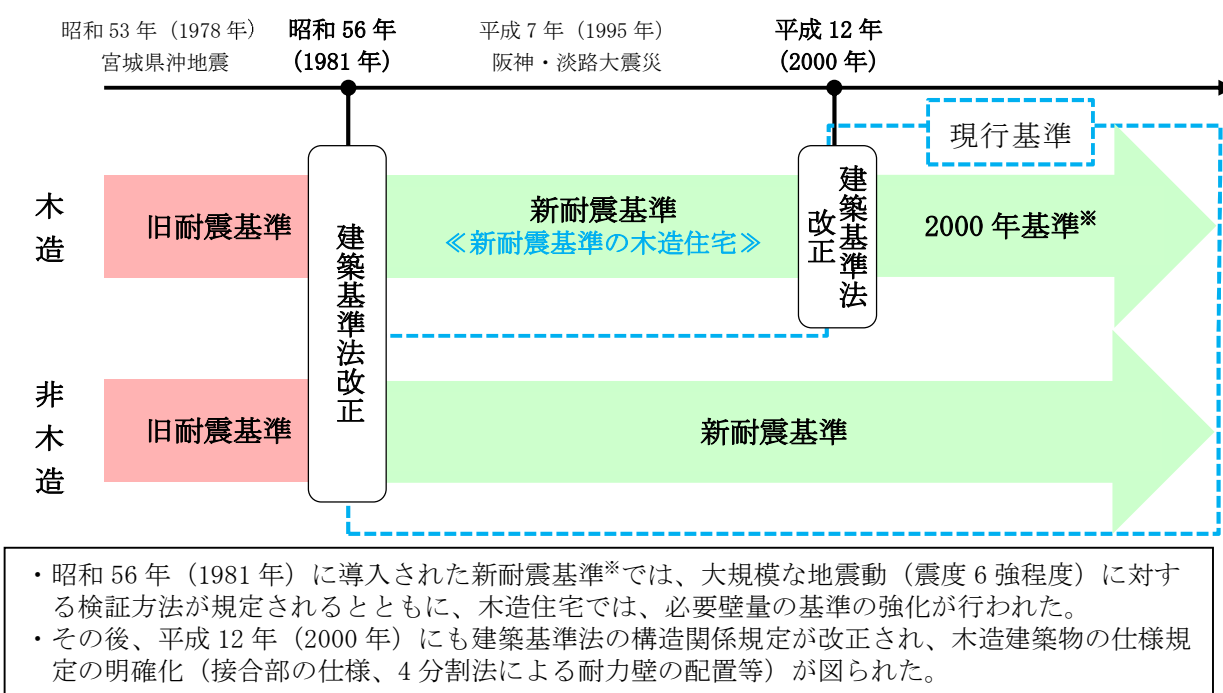 昭和 53 年（1978 年）
宮城県沖地震
昭和 56 年
（1981 年）
平成 7 年（1995 年）
阪神・淡路大震災
平成 12 年
（2000 年）
現行基準
木造
旧耐震基準
建築基準法改正
新耐震基準
≪新耐震基準の木造住宅≫
建築基準法
改正
2000 年基準※
非木造
旧耐震基準
新耐震基準
・昭和 56 年（1981 年）に導入された新耐震基準※では、大規模な地震動（震度 6 強程度）に対す
る検証方法が規定されるとともに、木造住宅では、必要壁量の基準の強化が行われた。
・その後、平成 12 年（2000 年）にも建築基準法の構造関係規定が改正され、木造建築物の仕様規
定の明確化（接合部の仕様、4 分割法による耐力壁の配置等）が図られた。